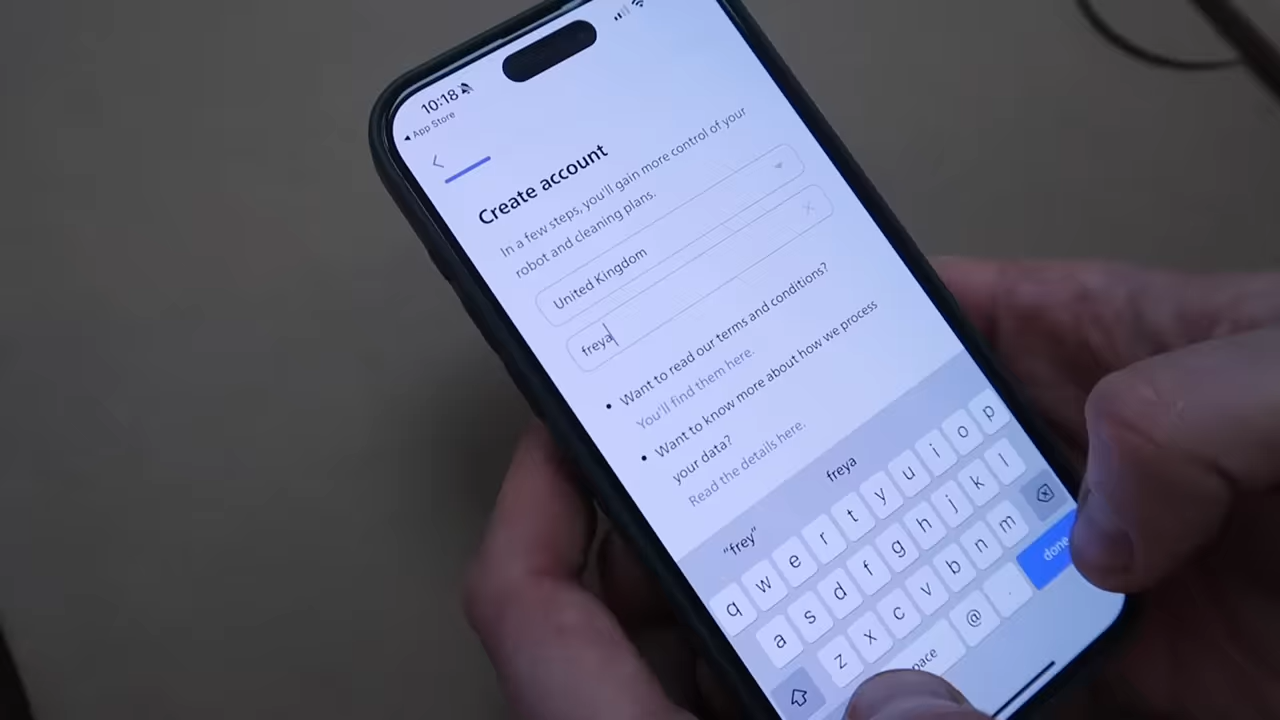 10:18
App Store
Create account
In a few steps, you'll gain more control of your
robot and cleaning plans.
United Kingdom
freya
Want to read our terms and conditions?
You'll find them here.
Want to know more about how we process
your data?
Read the details here.
"frey" freya
q w e r t y u i o p
a s d f g h j k l
z x c v b n m
pace @ . done